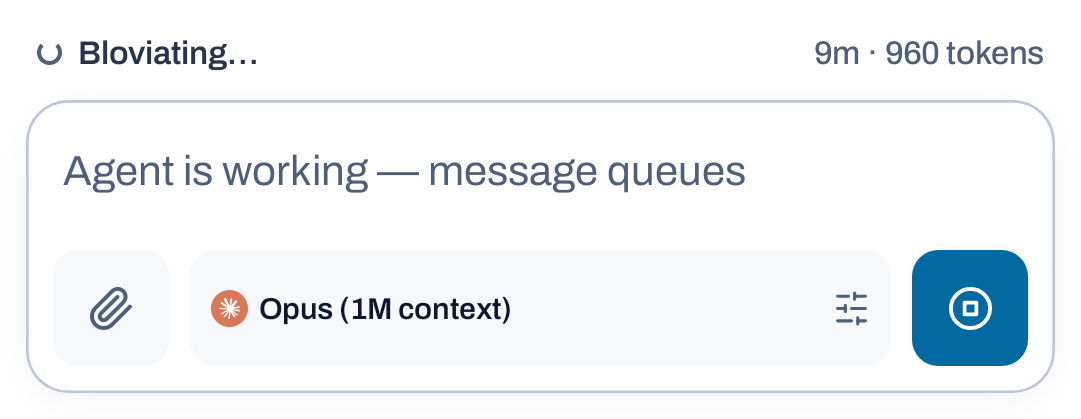 Bloviating...
9m · 960 tokens
Agent is working — message queues
Opus (1M context)